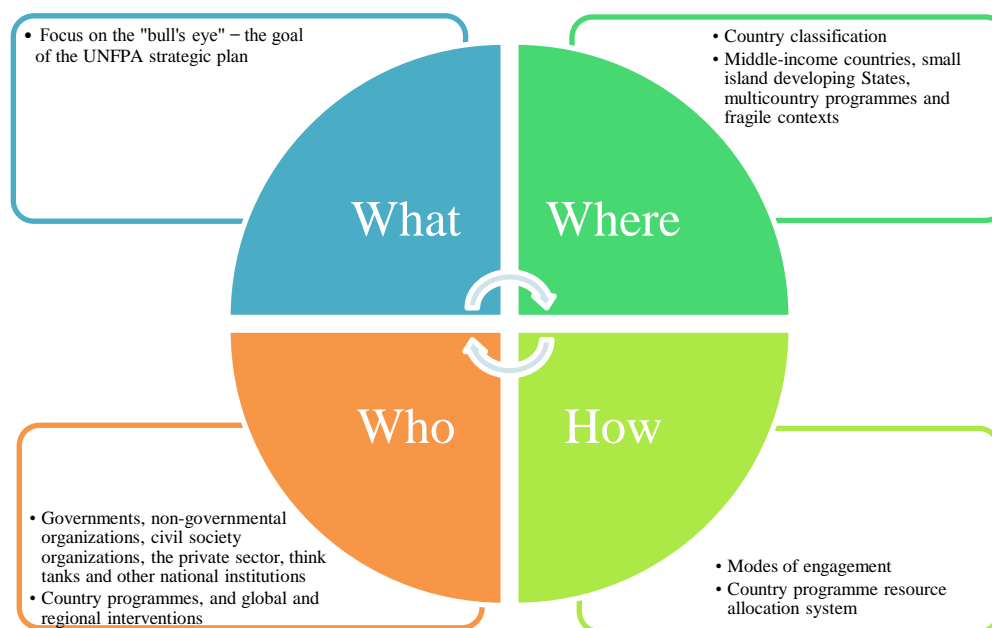 • Focus on the "bull's eye" – the goal
of the UNFPA strategic plan
• Country classification
• Middle-income countries, small
island developing States,
multicountry programmes and
fragile contexts
What
Where
Who
How
• Governments, non-governmental
organizations, civil society
organizations, the private sector, think
tanks and other national institutions
• Country programmes, and global and
regional interventions
• Modes of engagement
• Country programme resource
allocation system